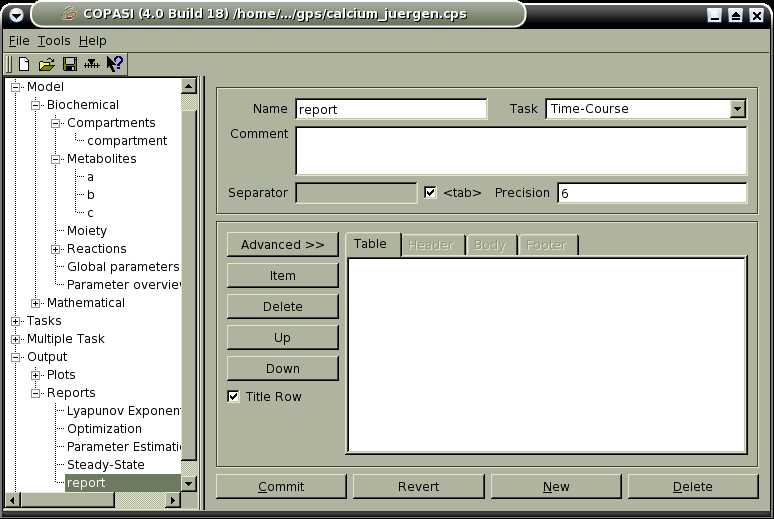 COPASI (4.0 Build 18) /home/.../gps/calcium_juergen.cps
File Tools Help
Model
Biochemical
Compartments
compartment
Metabolites
a
b
c
Moiety
Reactions
Global parameters
Parameter overview
Mathematical
Tasks
Multiple Task
Output
Plots
Reports
Lyapunov Exponen
Optimization
Parameter Estimati
Steady-State
report
Name report Task Time-Course
Comment
Separator <tab> Precision 6
Advanced >>
Item
Delete
Up
Down
Title Row
Table Header Body Footer
Commit Revert New Delete